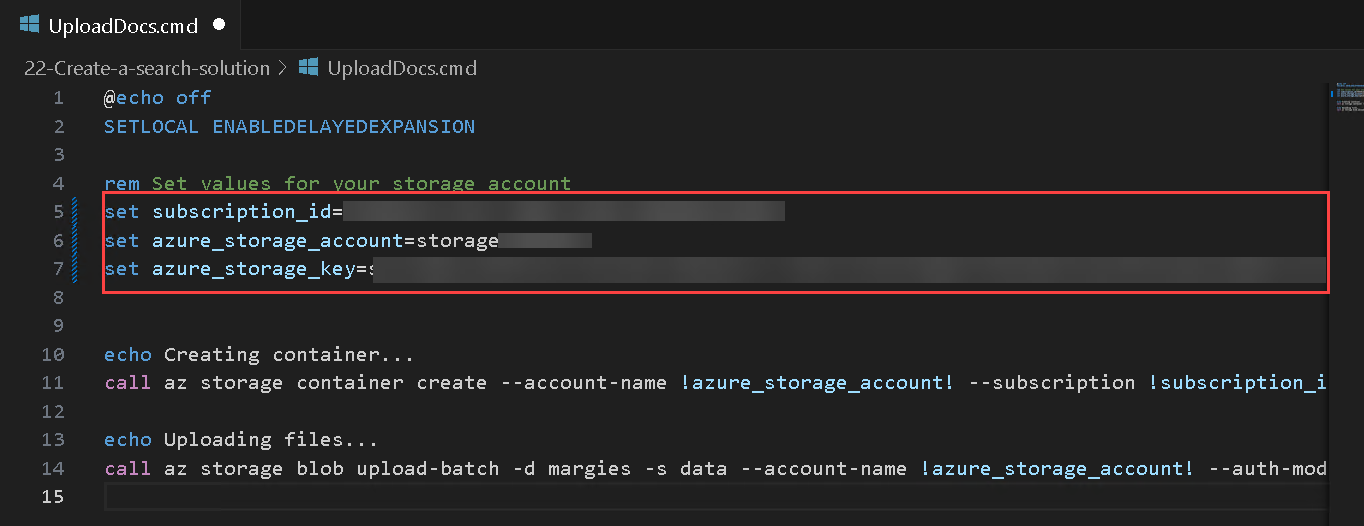 UploadDocs.cmd
22-Create-a-search-solution > UploadDocs.cmd
1 @echo off
2 SETLOCAL ENABLEDELAYEDEXPANSION
3
4 rem Set values for your storage account
5 set subscription_id=
6 set azure_storage_account=storage
7 set azure_storage_key=s
8
9
10 echo Creating container...
11 call az storage container create --account-name !azure_storage_account! --subscription !subscription_i
12
13 echo Uploading files...
14 call az storage blob upload-batch -d margies -s data --account-name !azure_storage_account! --auth-mod
15